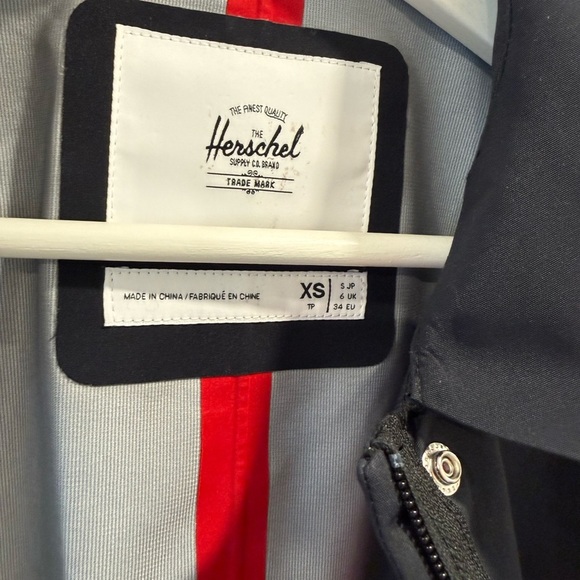 THE FINEST QUALITY
THE
Herschel
SUPPLY CO. BRAND
TRADE MARK
MADE IN CHINA / FABRIQUÉ EN CHINE
XS
TP
S JP
6 UK
34 EU